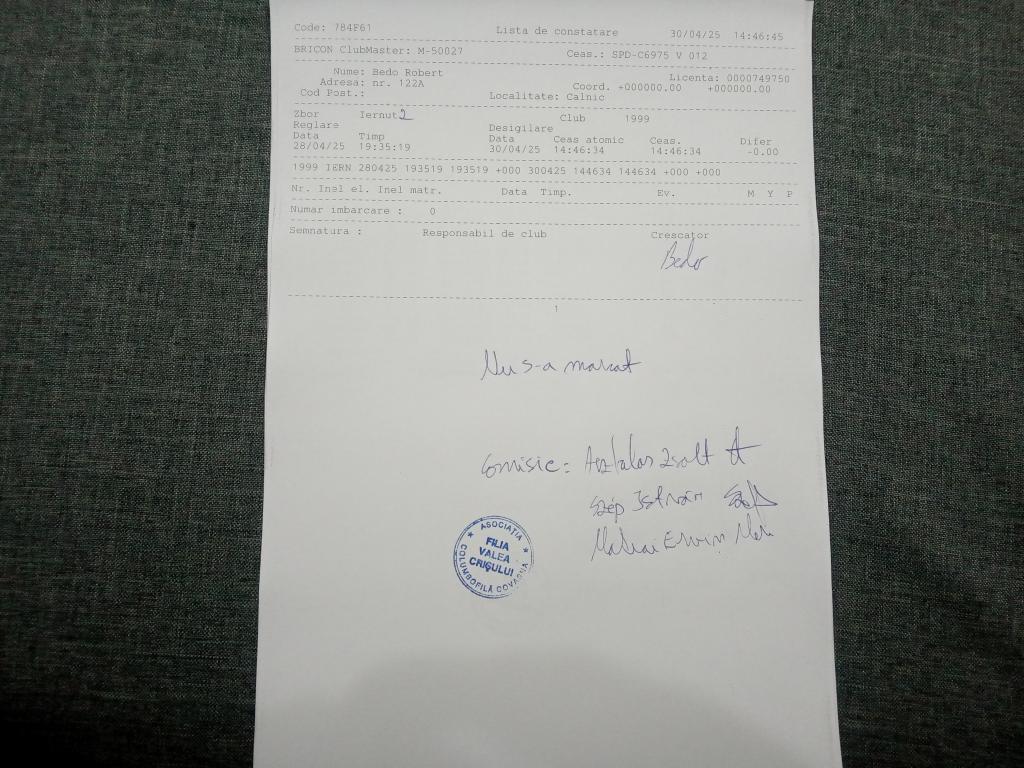 Code: 784F61 Lista de constatare 30/04/25 14:46:45
BRICON ClubMaster: M-50027 Ceas.: SPD-C6975 V 012
Nume: Bedo Robert Licenta: 0000749750
Adresa: nr. 122A Coord. +000000.00 +000000.00
Cod Post.: Localitate: Calnic
Zbor Iernut2 Club 1999
Reglare Desigilare
Data Timp Data Ceas atomic Ceas. Difer
28/04/25 19:35:19 30/04/25 14:46:34 14:46:34 -0.00
1999 IERN 280425 193519 193519 +000 300425 144634 144634 +000 +000
Nr. Inel el. Inel matr. Data Timp. Ev. M Y P
Numar imbarcare : 0
Semnatura : Responsabil de club Crescator
Bedo
1
Nu s-a marcat
Comisie: Asztalos Zsolt
Szép István
Erwin
ASOCIAȚIA
FILIA
VALEA
CRIȘULUI
COLUMBOFILĂ COVASNA